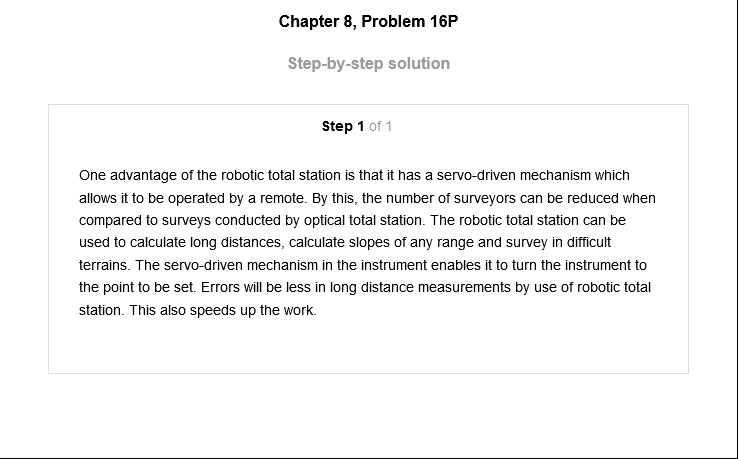 Chapter 8, Problem 16P
Step-by-step solution
Step 1 of 1
One advantage of the robotic total station is that it has a servo-driven mechanism which
allows it to be operated by a remote. By this, the number of surveyors can be reduced when
compared to surveys conducted by optical total station. The robotic total station can be
used to calculate long distances, calculate slopes of any range and survey in difficult
terrains. The servo-driven mechanism in the instrument enables it to turn the instrument to
the point to be set. Errors will be less in long distance measurements by use of robotic total
station. This also speeds up the work.